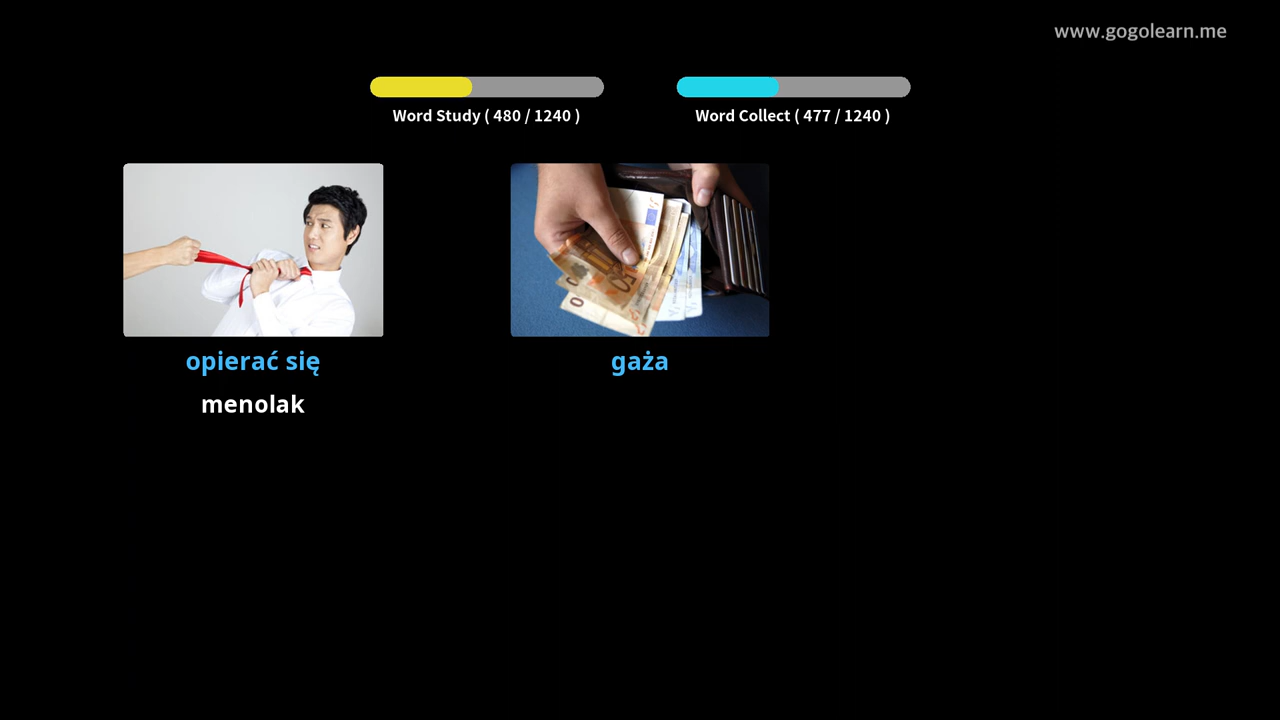 www.gogolearn.me
Word Study ( 480 / 1240 )
Word Collect ( 477 / 1240 )
opierać się
gaża
menolak